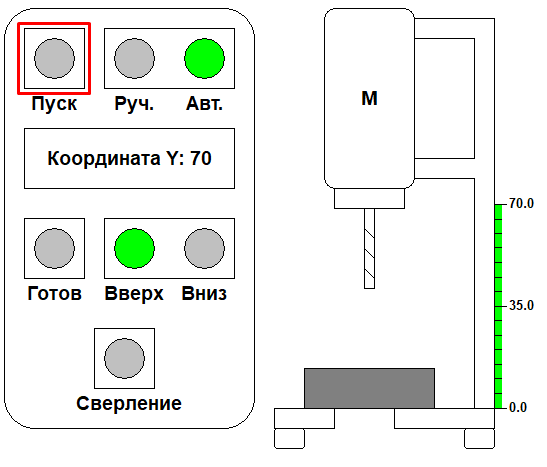 Пуск Руч. Авт.
Координата Y: 70
Готов Вверх Вниз
Сверление
M
70.0
35.0
0.0